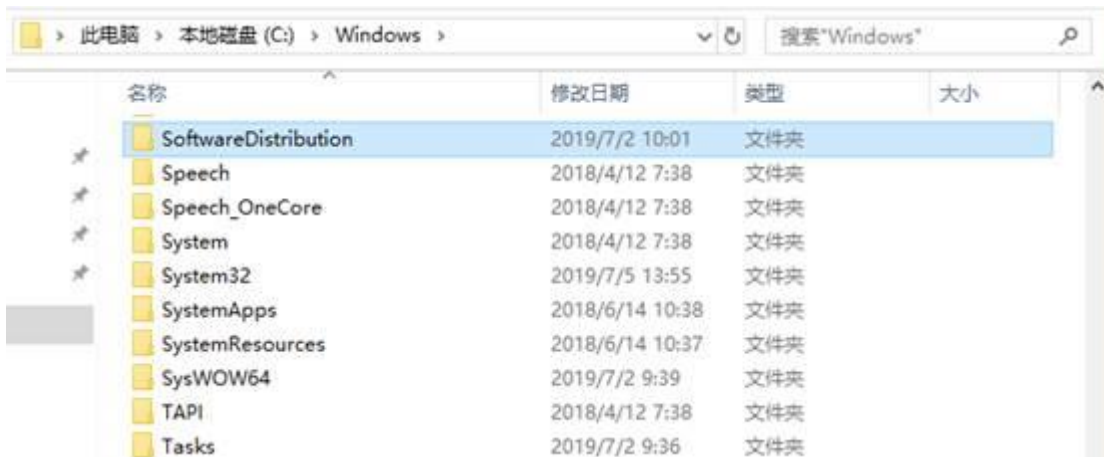 此电脑 › 本地磁盘 (C:) › Windows › 搜索"Windows"
名称 修改日期 类型 大小
SoftwareDistribution 2019/7/2 10:01 文件夹
Speech 2018/4/12 7:38 文件夹
Speech_OneCore 2018/4/12 7:38 文件夹
System 2018/4/12 7:38 文件夹
System32 2019/7/5 13:55 文件夹
SystemApps 2018/6/14 10:38 文件夹
SystemResources 2018/6/14 10:37 文件夹
SysWOW64 2019/7/2 9:39 文件夹
TAPI 2018/4/12 7:38 文件夹
Tasks 2019/7/2 9:36 文件夹